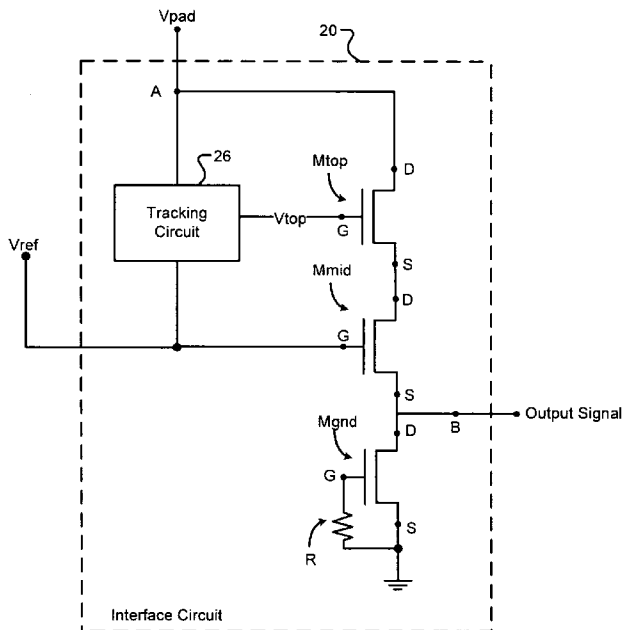 Vpad
20
A
26
D
Mtop
Tracking
Circuit
Vtop
G
Vref
S
Mmid
D
G
S
Output Signal
B
Mgnd
D
G
S
R
Interface Circuit